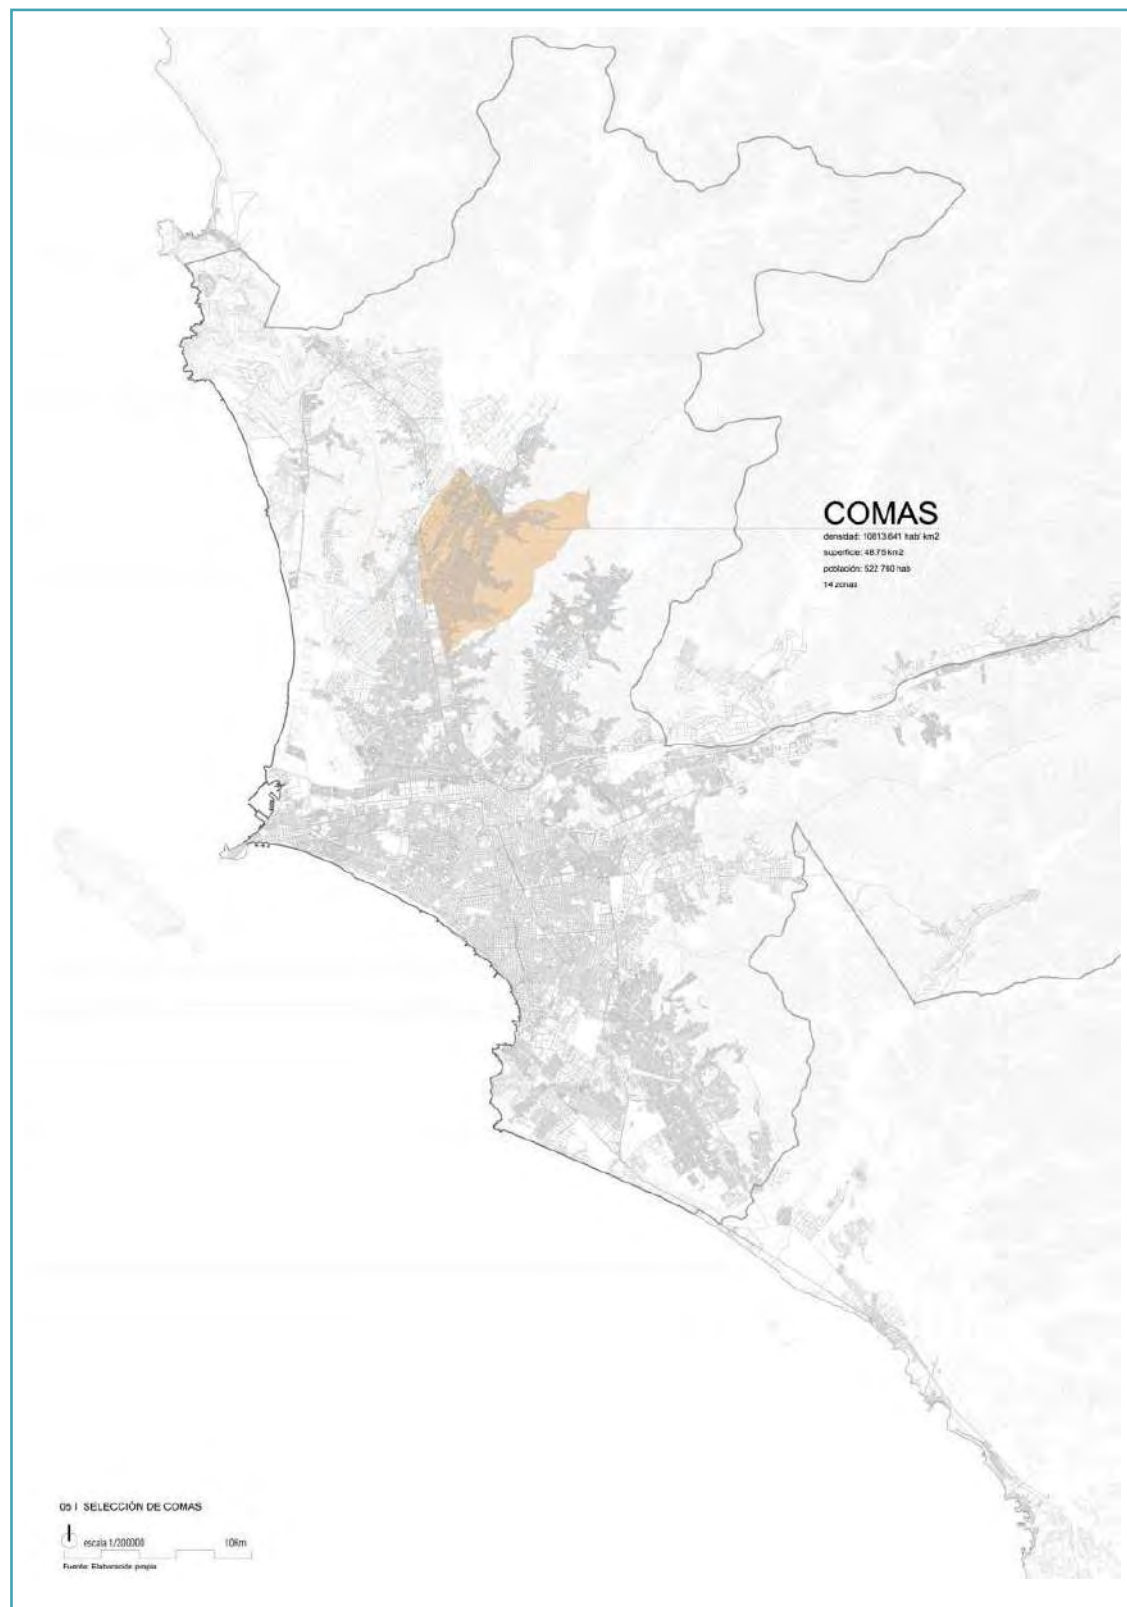 COMAS
densidad: 10813.641 hab/ km2
superficie: 48.75 km2
población: 522 760 hab
14 zonas
05 | SELECCIÓN DE COMAS
escala 1/200000
10Km
Fuente: Elaboración propia